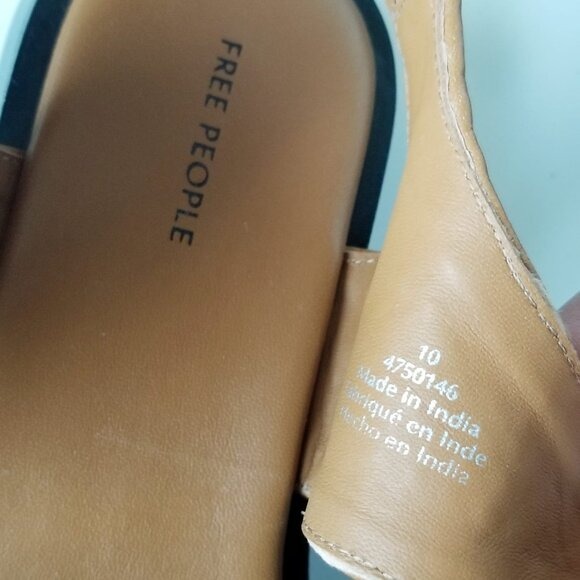 FREE PEOPLE
10
4750146
Made in India
Fabriqué en Inde
Hecho en India